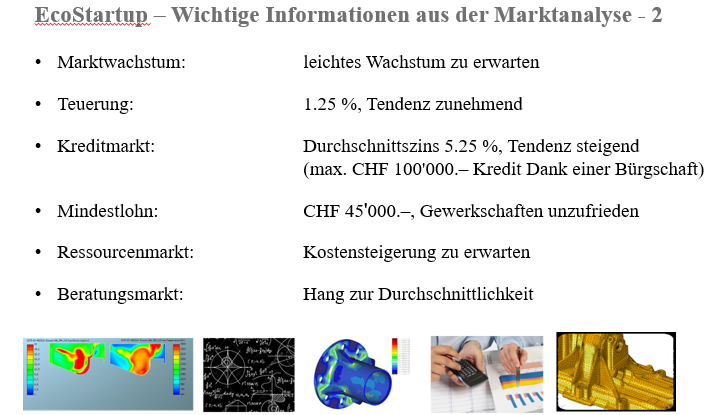 EcoStartup – Wichtige Informationen aus der Marktanalyse - 2
• Marktwachstum: leichtes Wachstum zu erwarten
• Teuerung: 1.25 %, Tendenz zunehmend
• Kreditmarkt: Durchschnittszins 5.25 %, Tendenz steigend
(max. CHF 100'000.– Kredit Dank einer Bürgschaft)
• Mindestlohn: CHF 45'000.–, Gewerkschaften unzufrieden
• Ressourcenmarkt: Kostensteigerung zu erwarten
• Beratungsmarkt: Hang zur Durchschnittlichkeit